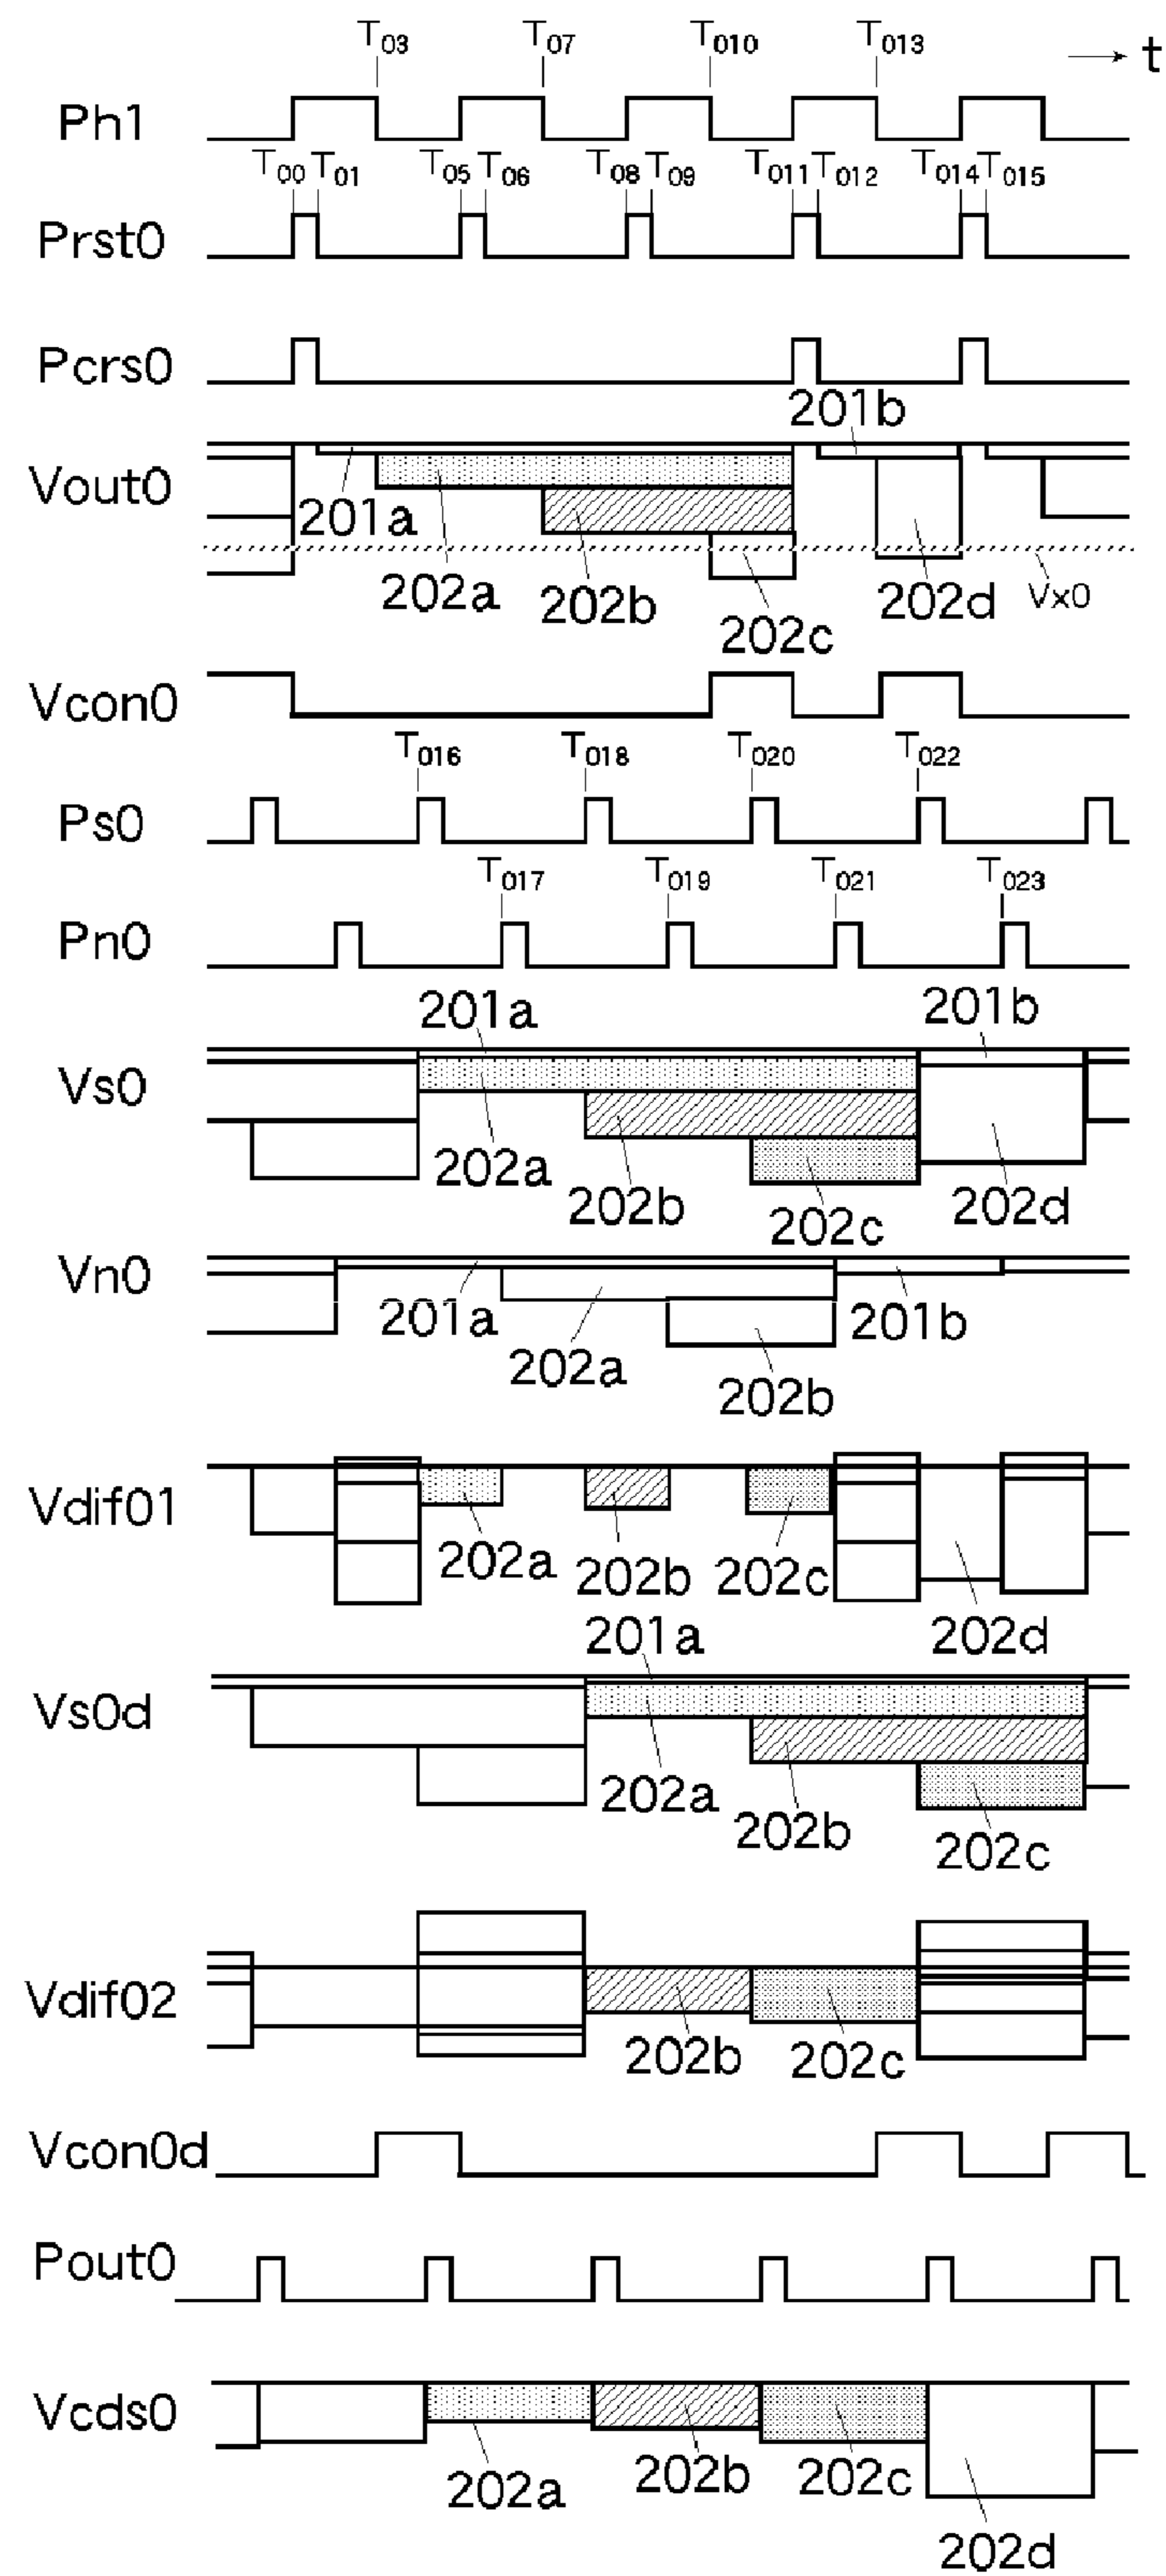 T03 T07 T010 T013 t
Ph1
T00 T01 T05 T06 T08 T09 T011 T012 T014 T015
Prst0
Pcrs0
201b
Vout0
201a
202a 202b 202c 202d Vx0
Vcon0
T016 T018 T020 T022
Ps0
T017 T019 T021 T023
Pn0
201a 201b
Vs0
202a 202b 202c 202d
Vn0
201a 202a 202b 201b
Vdif01
202a 202b 202c 202d
201a
Vs0d
202a 202b 202c
Vdif02
202b 202c
Vcon0d
Pout0
Vcds0
202a 202b 202c 202d